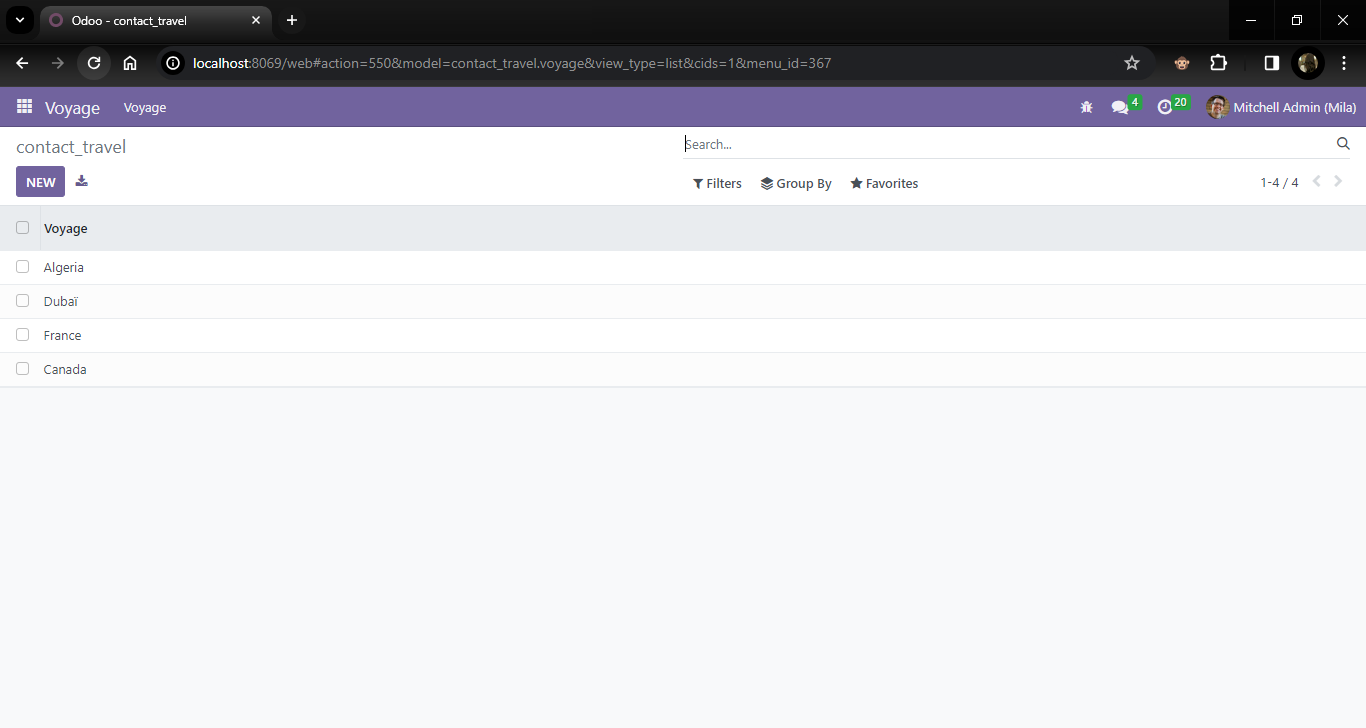 Odoo - contact_travel
localhost:8069/web#action=550&model=contact_travel.voyage&view_type=list&cids=1&menu_id=367
Voyage Voyage 4 20 Mitchell Admin (Mila)
contact_travel Search...
NEW Filters Group By Favorites 1-4 / 4
Voyage
Algeria
Dubaï
France
Canada